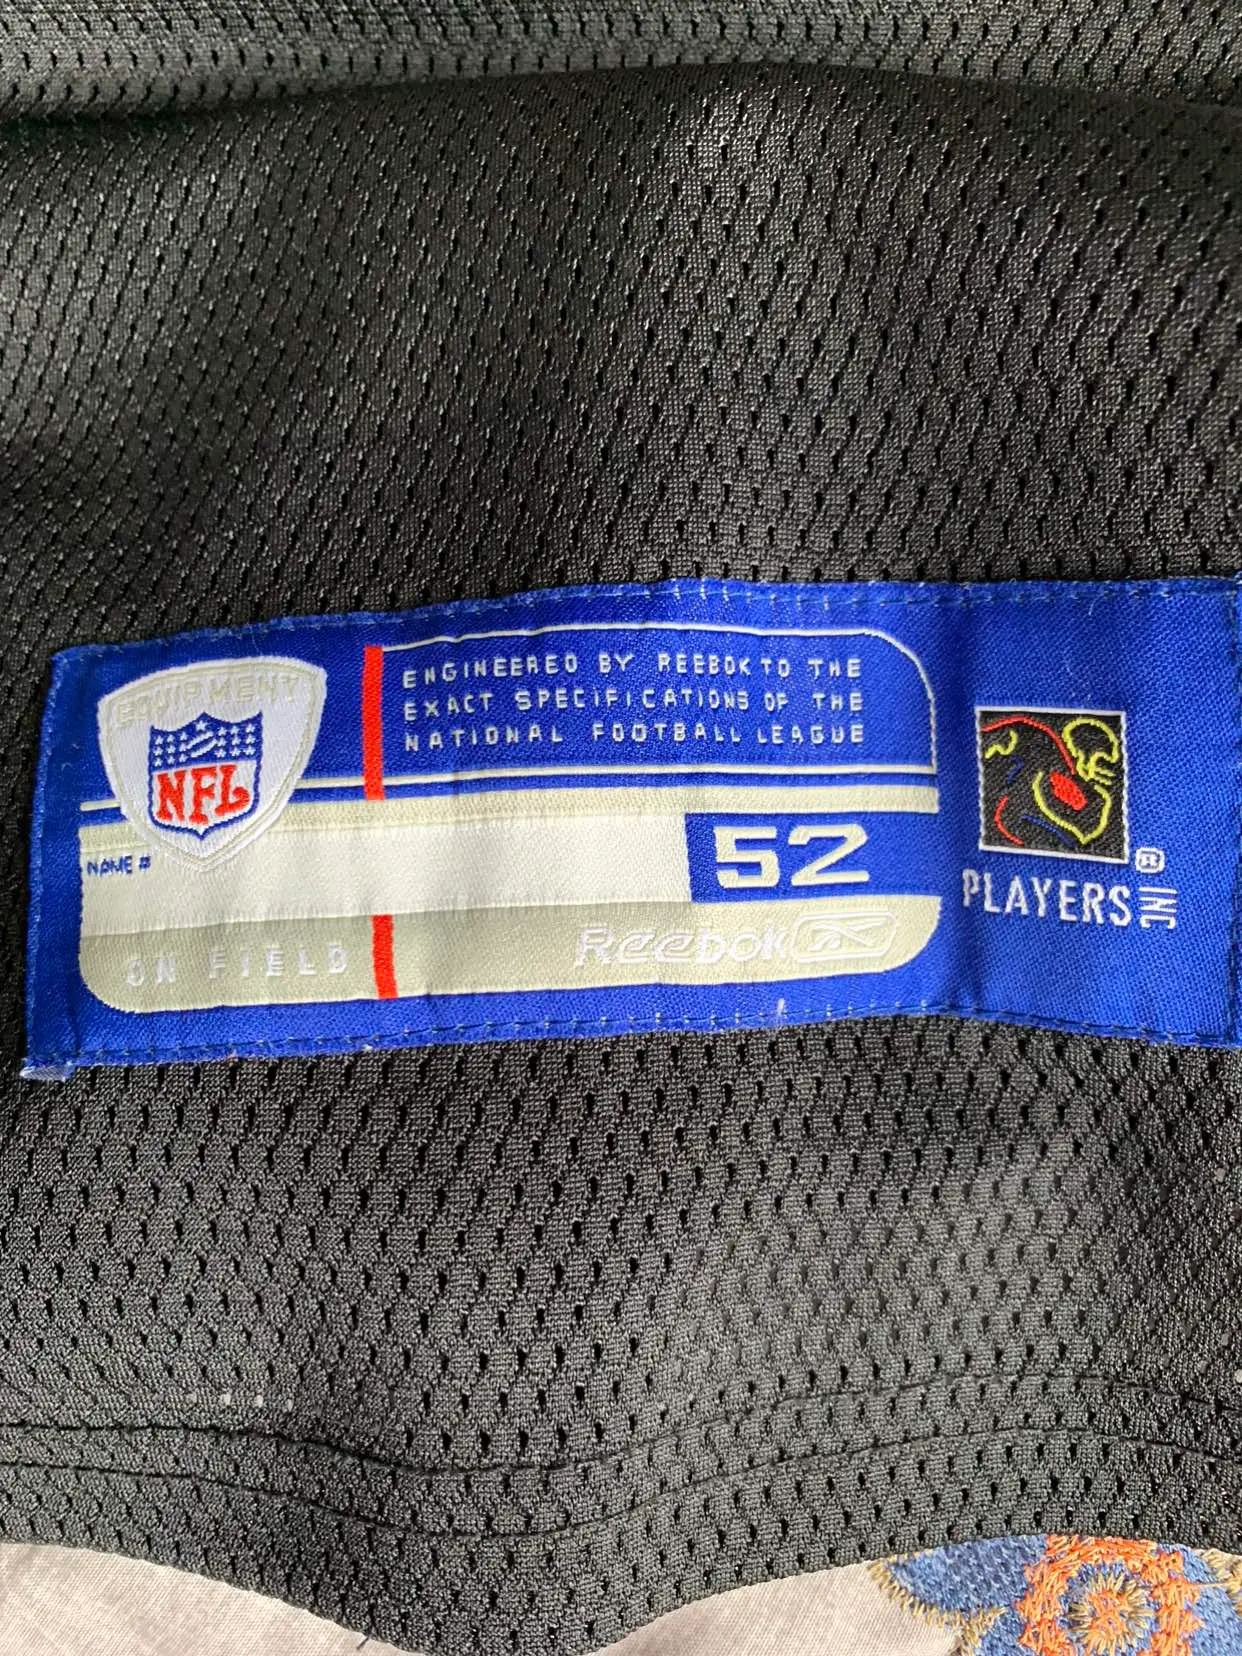 ENGINEERED BY REEBOK TO THE
EXACT SPECIFICATIONS OF THE
NATIONAL FOOTBALL LEAGUE
EQUIPMENT
NFL
NAME #
52
ON FIELD
Reebok
PLAYERS INC ®